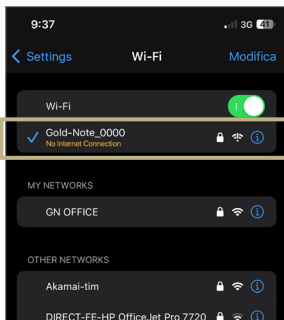 9:37
3G 41
Settings Wi-Fi Modifica
Wi-Fi
Gold-Note_0000
No Internet Connection
MY NETWORKS
GN OFFICE
OTHER NETWORKS
Akamai-tim
DIRECT-FE-HP OfficeJet Pro 7720